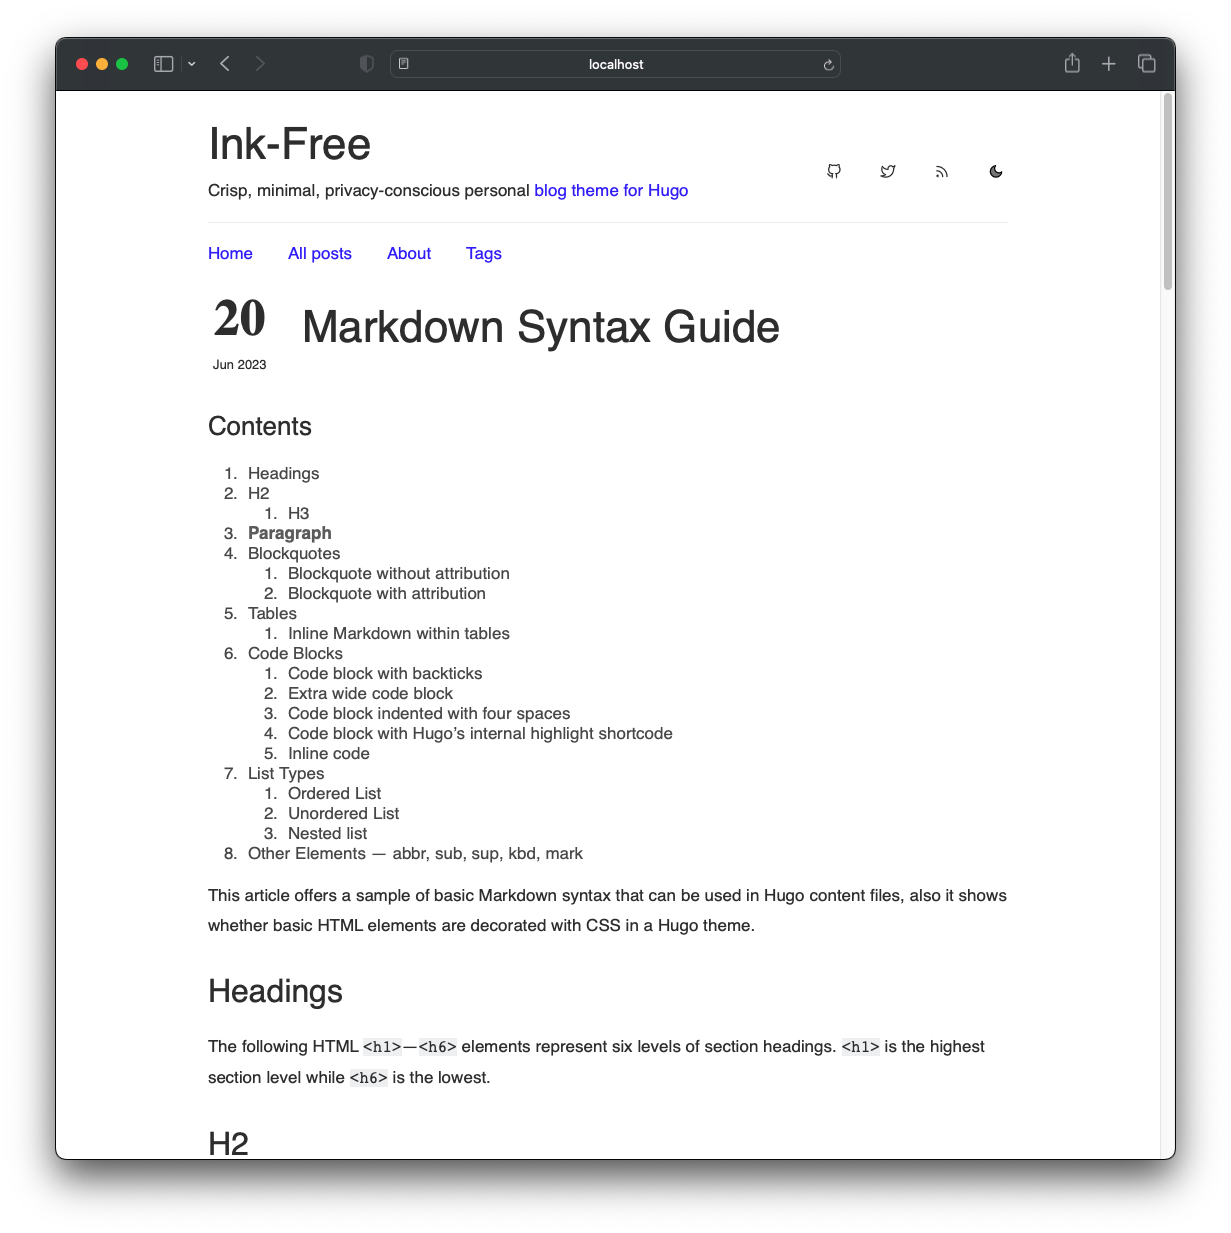 localhost
Ink-Free
Crisp, minimal, privacy-conscious personal blog theme for Hugo
Home All posts About Tags
20
Jun 2023
Markdown Syntax Guide
Contents
1. Headings
2. H2
1. H3
3. Paragraph
4. Blockquotes
1. Blockquote without attribution
2. Blockquote with attribution
5. Tables
1. Inline Markdown within tables
6. Code Blocks
1. Code block with backticks
2. Extra wide code block
3. Code block indented with four spaces
4. Code block with Hugo’s internal highlight shortcode
5. Inline code
7. List Types
1. Ordered List
2. Unordered List
3. Nested list
8. Other Elements — abbr, sub, sup, kbd, mark
This article offers a sample of basic Markdown syntax that can be used in Hugo content files, also it shows
whether basic HTML elements are decorated with CSS in a Hugo theme.
Headings
The following HTML <h1>—<h6> elements represent six levels of section headings. <h1> is the highest
section level while <h6> is the lowest.
H2